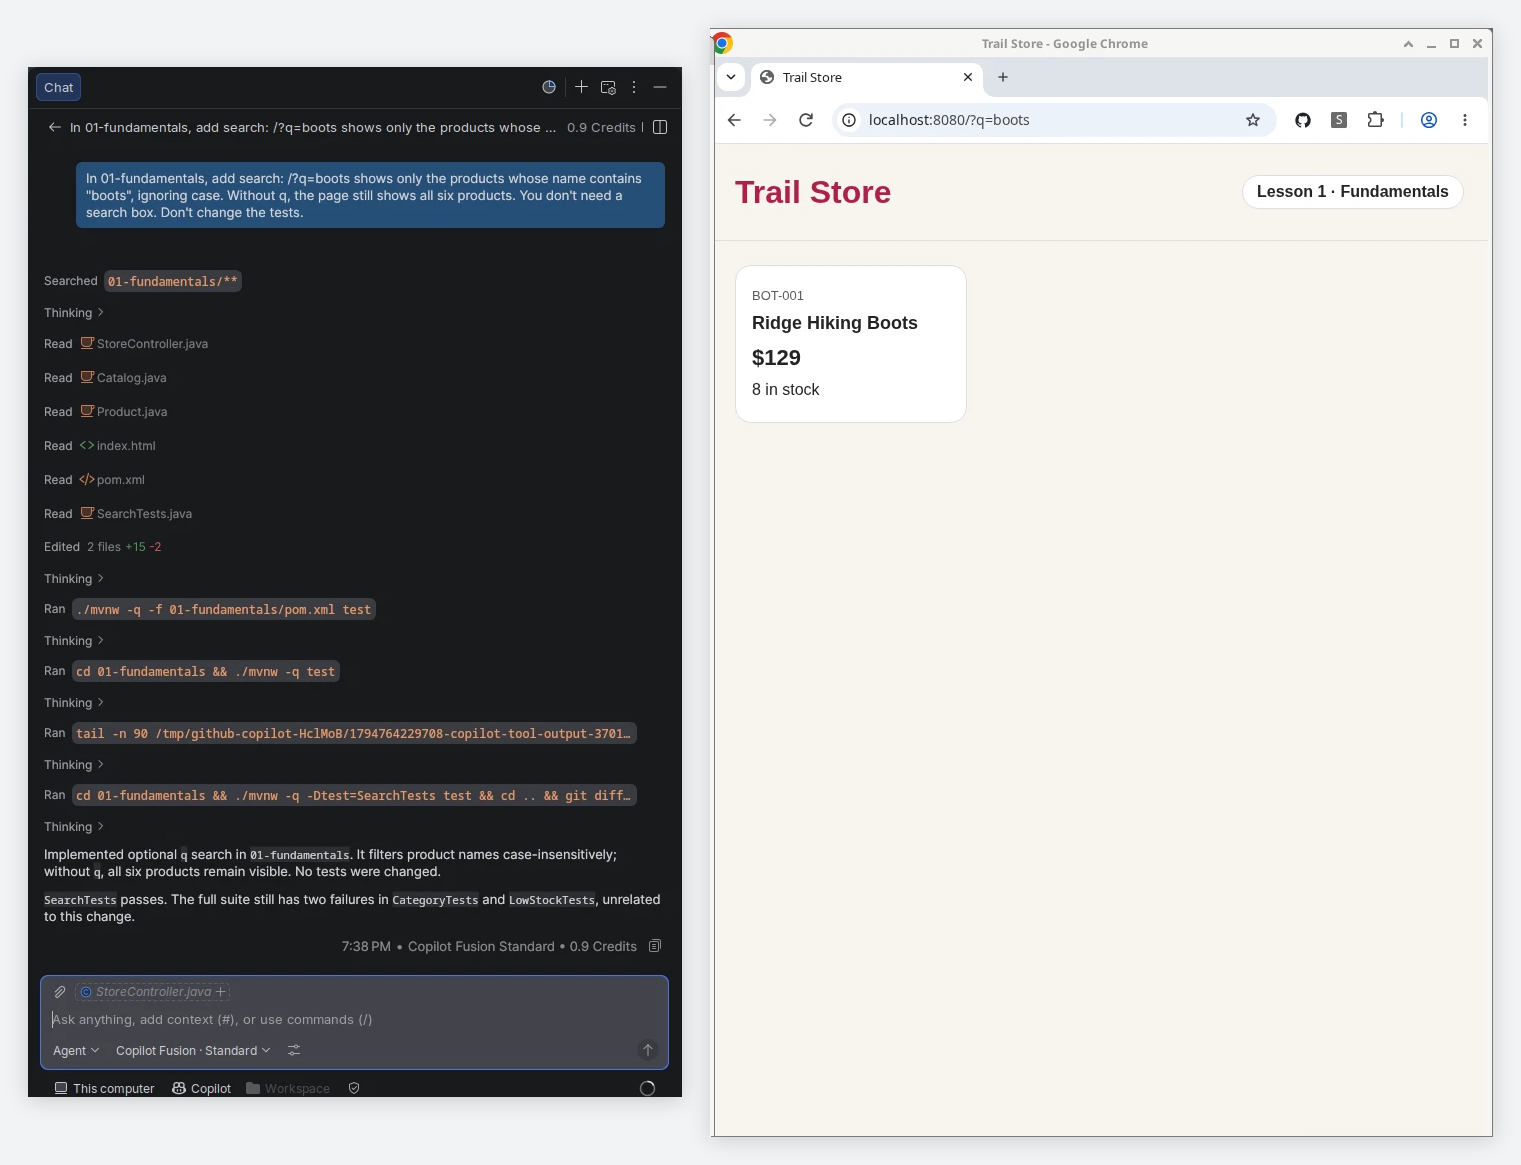 Chat
In 01-fundamentals, add search: /?q=boots shows only the products whose ... 0.9 Credits
In 01-fundamentals, add search: /?q=boots shows only the products whose name contains
"boots", ignoring case. Without q, the page still shows all six products. You don't need a
search box. Don't change the tests.
Searched 01-fundamentals/**
Thinking
Read StoreController.java
Read Catalog.java
Read Product.java
Read index.html
Read pom.xml
Read SearchTests.java
Edited 2 files +15 -2
Thinking
Ran ./mvnw -q -f 01-fundamentals/pom.xml test
Thinking
Ran cd 01-fundamentals && ./mvnw -q test
Thinking
Ran tail -n 90 /tmp/github-copilot-HclMoB/1794764229708-copilot-tool-output-3701...
Thinking
Ran cd 01-fundamentals && ./mvnw -q -Dtest=SearchTests test && cd .. && git diff...
Thinking
Implemented optional q search in 01-fundamentals. It filters product names case-insensitively;
without q, all six products remain visible. No tests were changed.
SearchTests passes. The full suite still has two failures in CategoryTests and LowStockTests, unrelated
to this change.
7:38 PM • Copilot Fusion Standard • 0.9 Credits
StoreController.java
Ask anything, add context (#), or use commands (/)
Agent Copilot Fusion · Standard
This computer Copilot Workspace
Trail Store - Google Chrome
Trail Store
localhost:8080/?q=boots
S
Trail Store
Lesson 1 · Fundamentals
BOT-001
Ridge Hiking Boots
$129
8 in stock